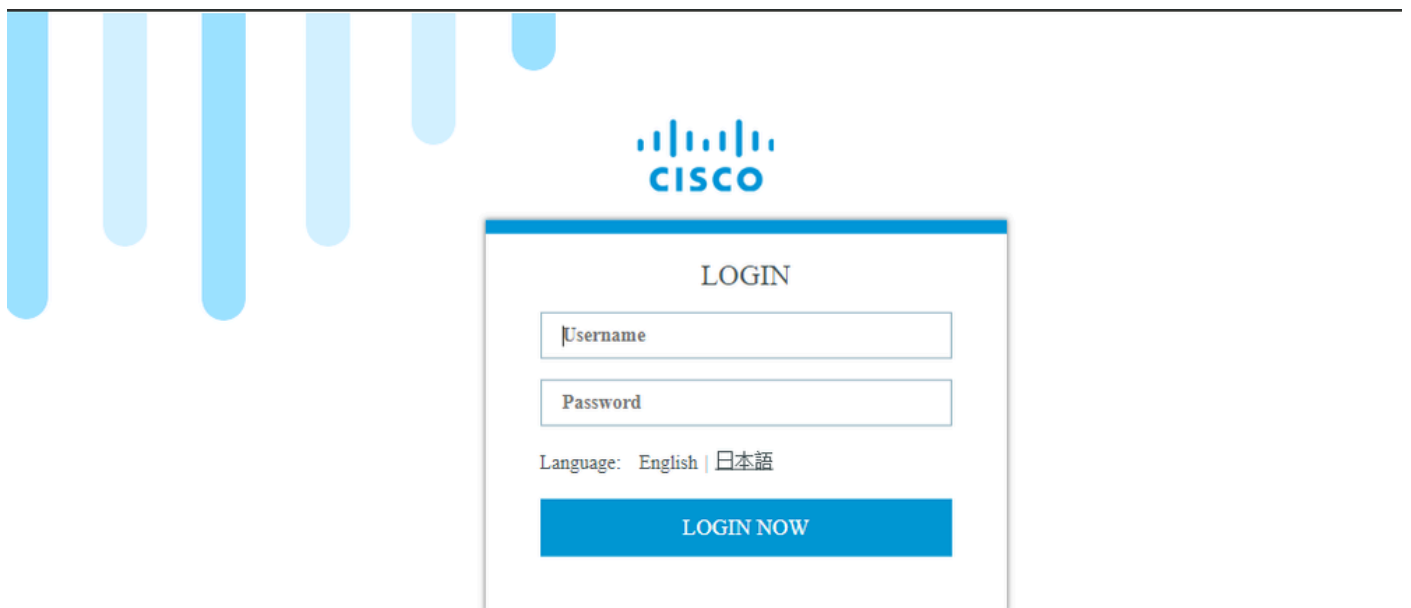 CISCO
LOGIN
Username
Password
Language: English | 日本語
LOGIN NOW